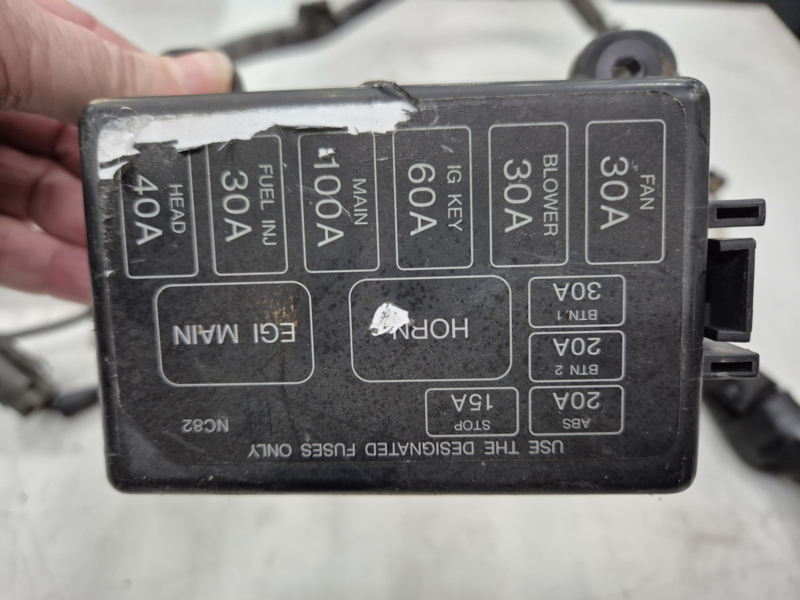 USE THE DESIGNATED FUSES ONLY
ABS
20A
STOP
15A
NC82
BTN 2
20A
BTN.1
30A
HORN
EGI MAIN
FAN
30A
BLOWER
30A
IG KEY
60A
MAIN
100A
FUEL INJ
30A
HEAD
40A